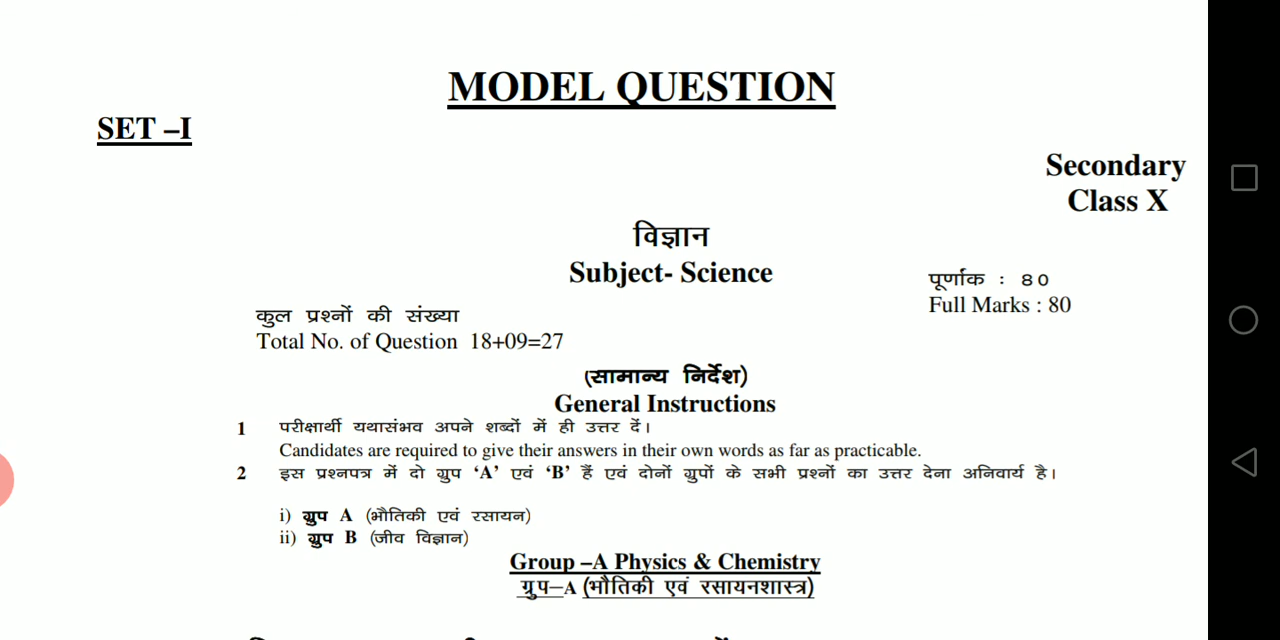 MODEL QUESTION
SET –I
Secondary
Class X
विज्ञान
Subject- Science
पूर्णांक : 80
Full Marks : 80
कुल प्रश्नों की संख्या
Total No. of Question 18+09=27
(सामान्य निर्देश)
General Instructions
1 परीक्षार्थी यथासंभव अपने शब्दों में ही उत्तर दें।
Candidates are required to give their answers in their own words as far as practicable.
2 इस प्रश्नपत्र में दो ग्रुप ‘A’ एवं ‘B’ हैं एवं दोनों ग्रुपों के सभी प्रश्नों का उत्तर देना अनिवार्य है।
i) ग्रुप A (भौतिकी एवं रसायन)
ii) ग्रुप B (जीव विज्ञान)
Group –A Physics & Chemistry
ग्रुप–A (भौतिकी एवं रसायनशास्त्र)